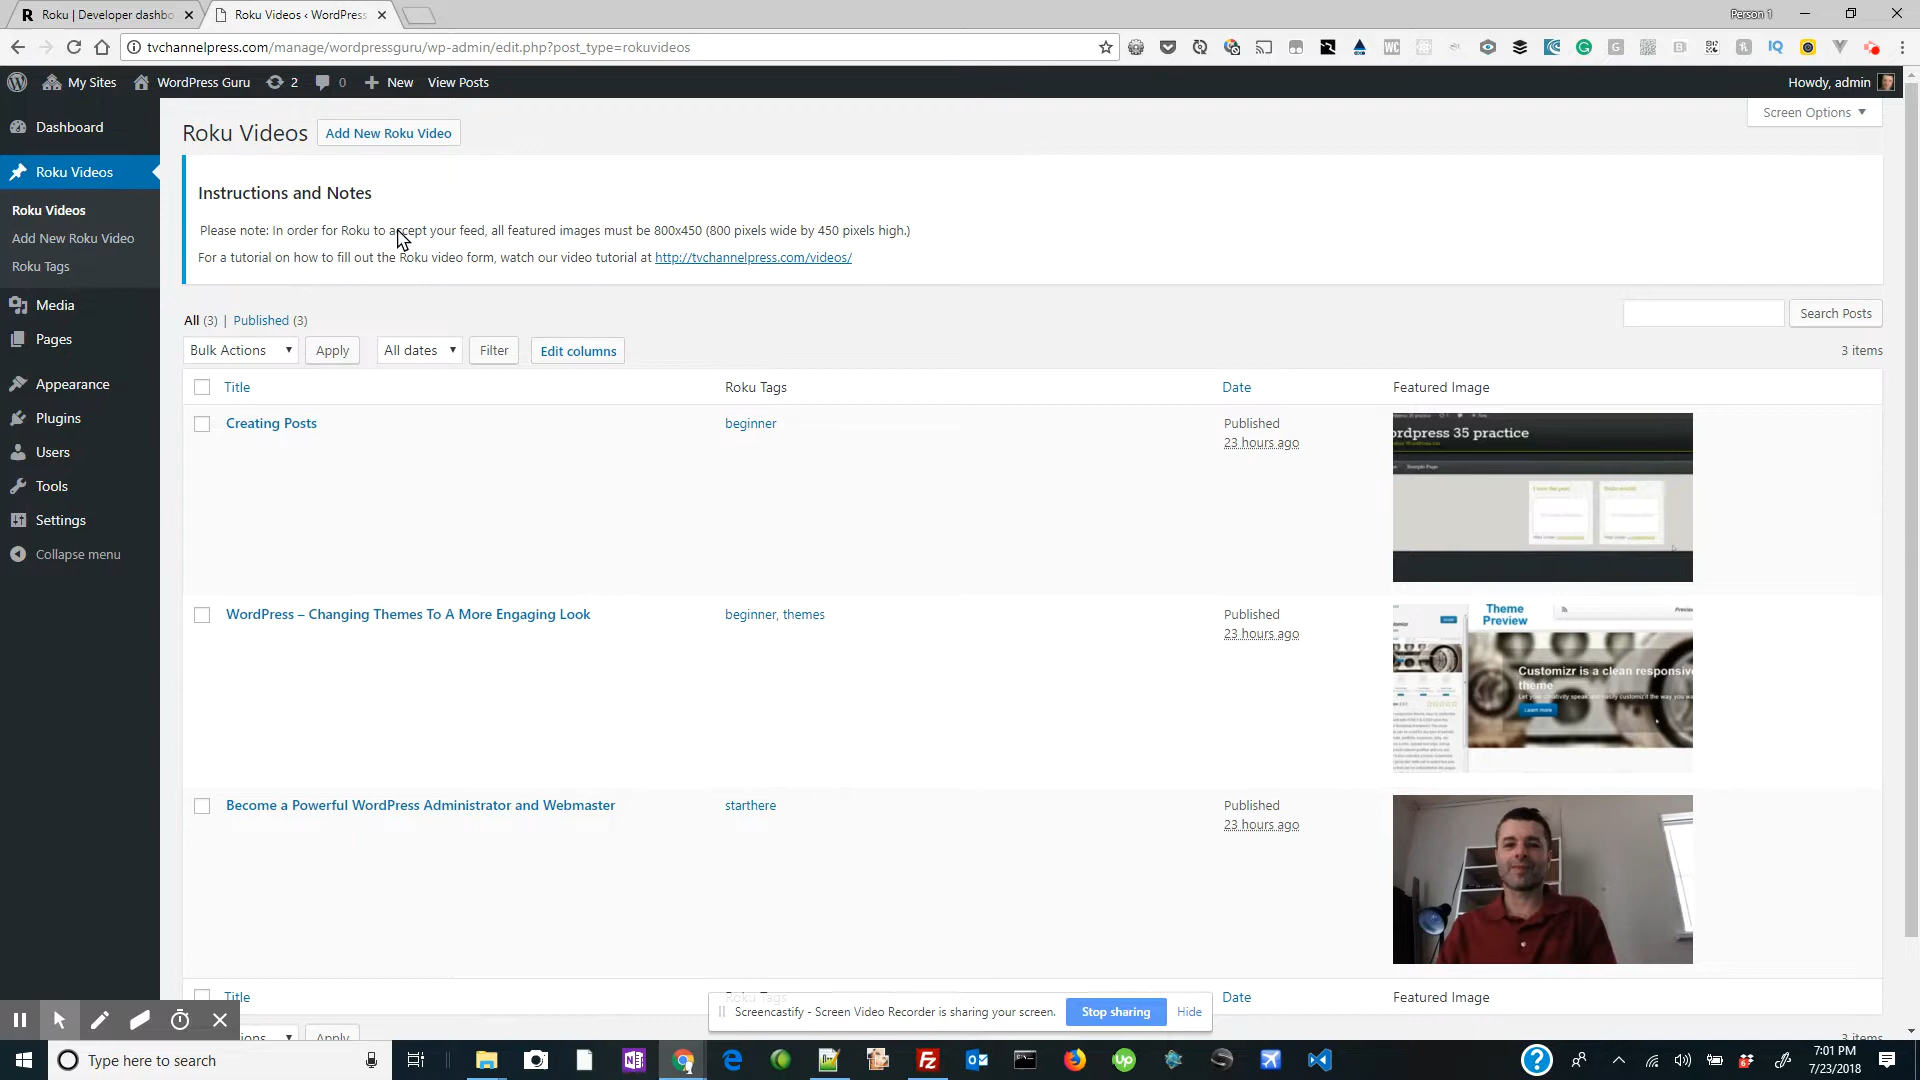 Roku | Developer dashbo
Roku Videos ‹ WordPress
Person 1
tvchannelpress.com/manage/wordpressguru/wp-admin/edit.php?post_type=rokuvideos
My Sites
WordPress Guru
2
0
New
View Posts
Howdy, admin
Screen Options
Dashboard
Roku Videos
Roku Videos
Add New Roku Video
Roku Tags
Media
Pages
Appearance
Plugins
Users
Tools
Settings
Collapse menu
Roku Videos
Add New Roku Video
Instructions and Notes
Please note: In order for Roku to accept your feed, all featured images must be 800x450 (800 pixels wide by 450 pixels high.)
For a tutorial on how to fill out the Roku video form, watch our video tutorial at http://tvchannelpress.com/videos/
All (3) | Published (3)
Search Posts
Bulk Actions
Apply
All dates
Filter
Edit columns
3 items
Title
Roku Tags
Date
Featured Image
Creating Posts
beginner
Published
23 hours ago
ordpress 35 practice
Sample Page
WordPress – Changing Themes To A More Engaging Look
beginner, themes
Published
23 hours ago
Theme
Preview
Customizr is a clean responsive
theme
Learn more
Become a Powerful WordPress Administrator and Webmaster
starthere
Published
23 hours ago
Title
Roku Tags
Date
Featured Image
ions
Apply
3 items
Screencastify - Screen Video Recorder is sharing your screen.
Stop sharing
Hide
Type here to search
7:01 PM
7/23/2018